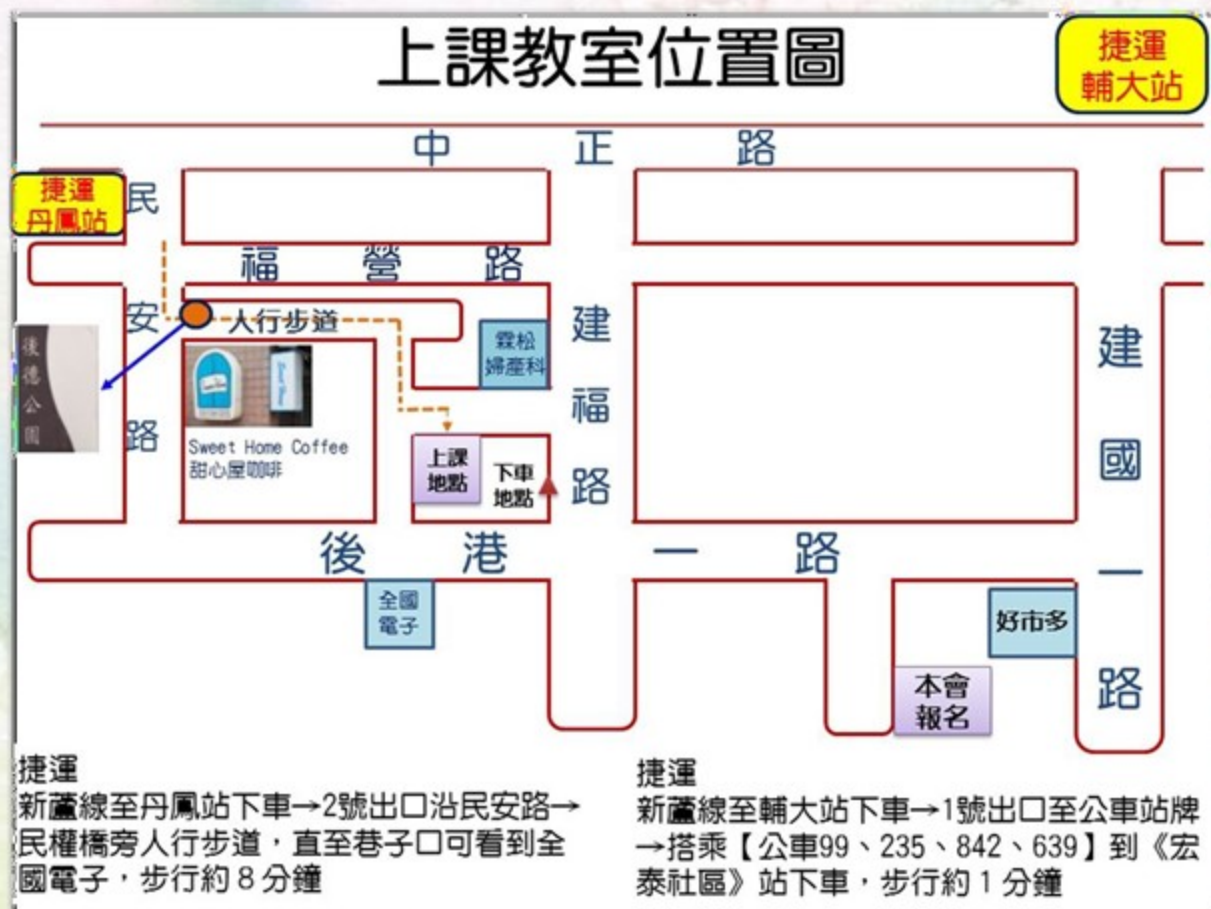 上課教室位置圖
捷運
輔大站
中正路
捷運
丹鳳站
民安路
福營路
人行步道
霖松
婦產科
建福路
建國一路
後德公園
Sweet Home Coffee
甜心屋咖啡
上課
地點
下車
地點
後港一路
全國
電子
好市多
本會
報名
捷運
新蘆線至丹鳳站下車→2號出口沿民安路→
民權橋旁人行步道，直至巷子口可看到全
國電子，步行約8分鐘
捷運
新蘆線至輔大站下車→1號出口至公車站牌
→搭乘【公車99、235、842、639】到《宏
泰社區》站下車，步行約1分鐘